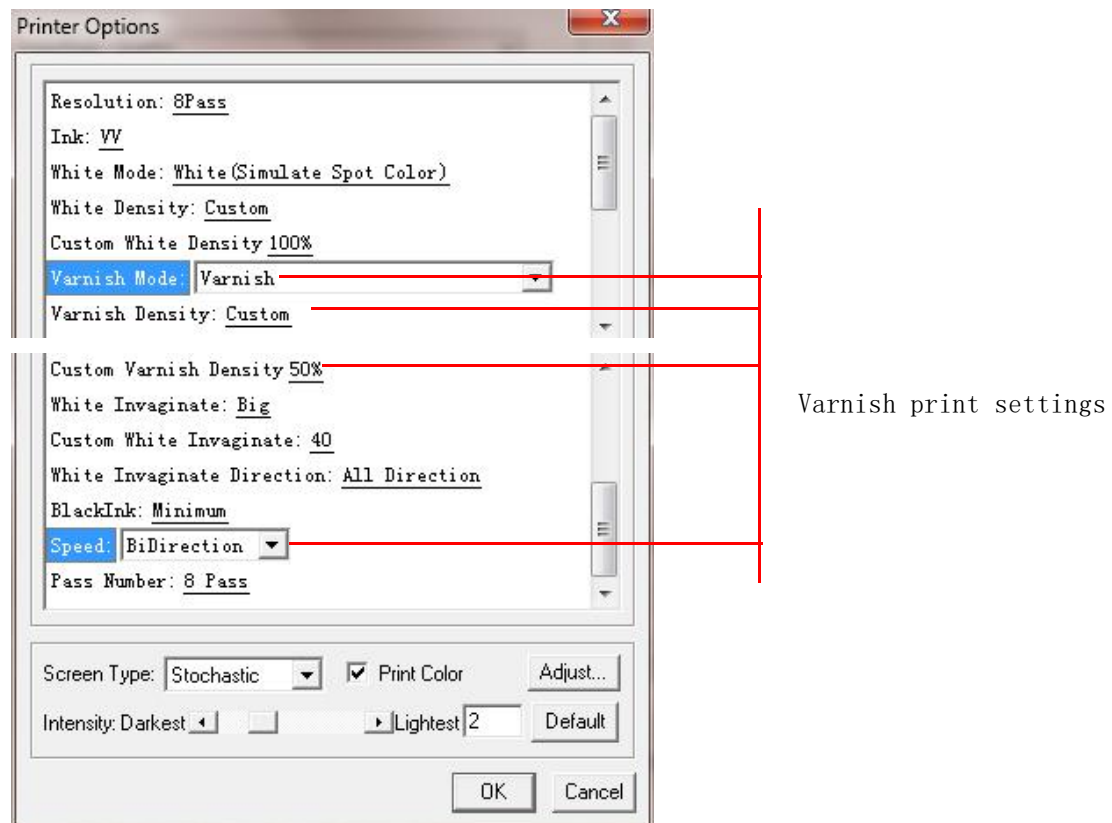 Printer Options
Resolution: 8Pass
Ink: VV
White Mode: White(Simulate Spot Color)
White Density: Custom
Custom White Density 100%
Varnish Mode: Varnish
Varnish Density: Custom
Custom Varnish Density 50%
White Invaginate: Big
Custom White Invaginate: 40
White Invaginate Direction: All Direction
BlackInk: Minimum
Speed: BiDirection
Pass Number: 8 Pass
Varnish print settings
Screen Type: Stochastic Print Color Adjust...
Intensity: Darkest Lightest 2 Default
OK Cancel